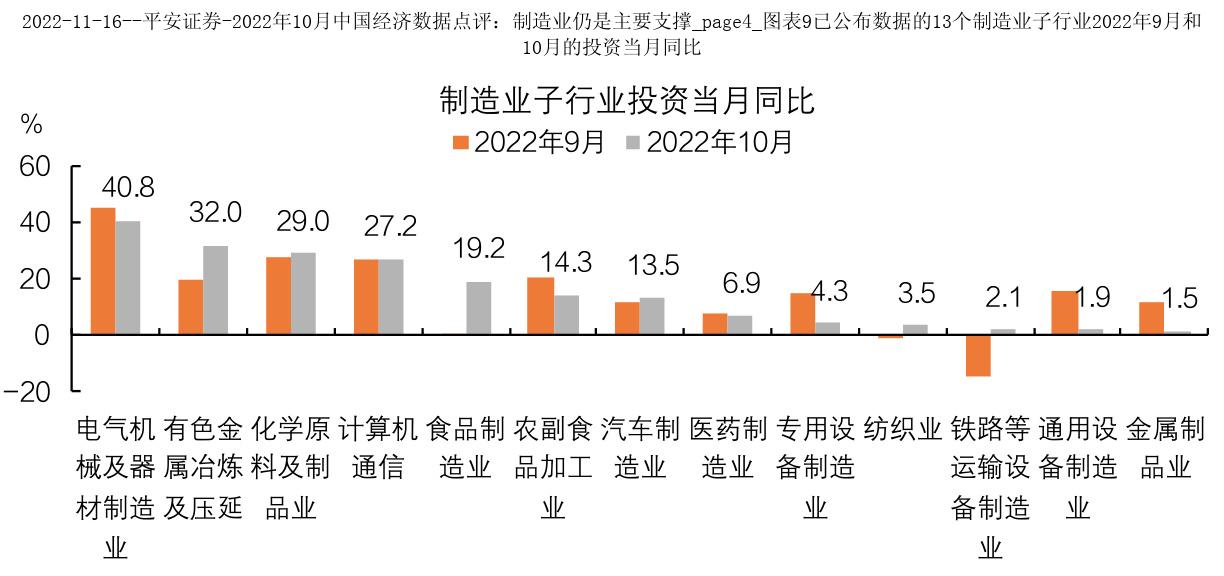 2022-11-16--平安证券-2022年10月中国经济数据点评：制造业仍是主要支撑_page4_图表9已公布数据的13个制造业子行业2022年9月和
10月的投资当月同比
制造业子行业投资当月同比
%
2022年9月 2022年10月
60
40
20
0
-20
40.8
32.0
29.0
27.2
19.2
14.3
13.5
6.9
4.3
3.5
2.1
1.9
1.5
电气机
械及器
材制造
业
有色金
属冶炼
及压延
化学原
料及制
品业
计算机
通信
食品制
造业
农副食
品加工
业
汽车制
造业
医药制
造业
专用设
备制造
业
纺织业
铁路等
运输设
备制造
业
通用设
备制造
业
金属制
品业